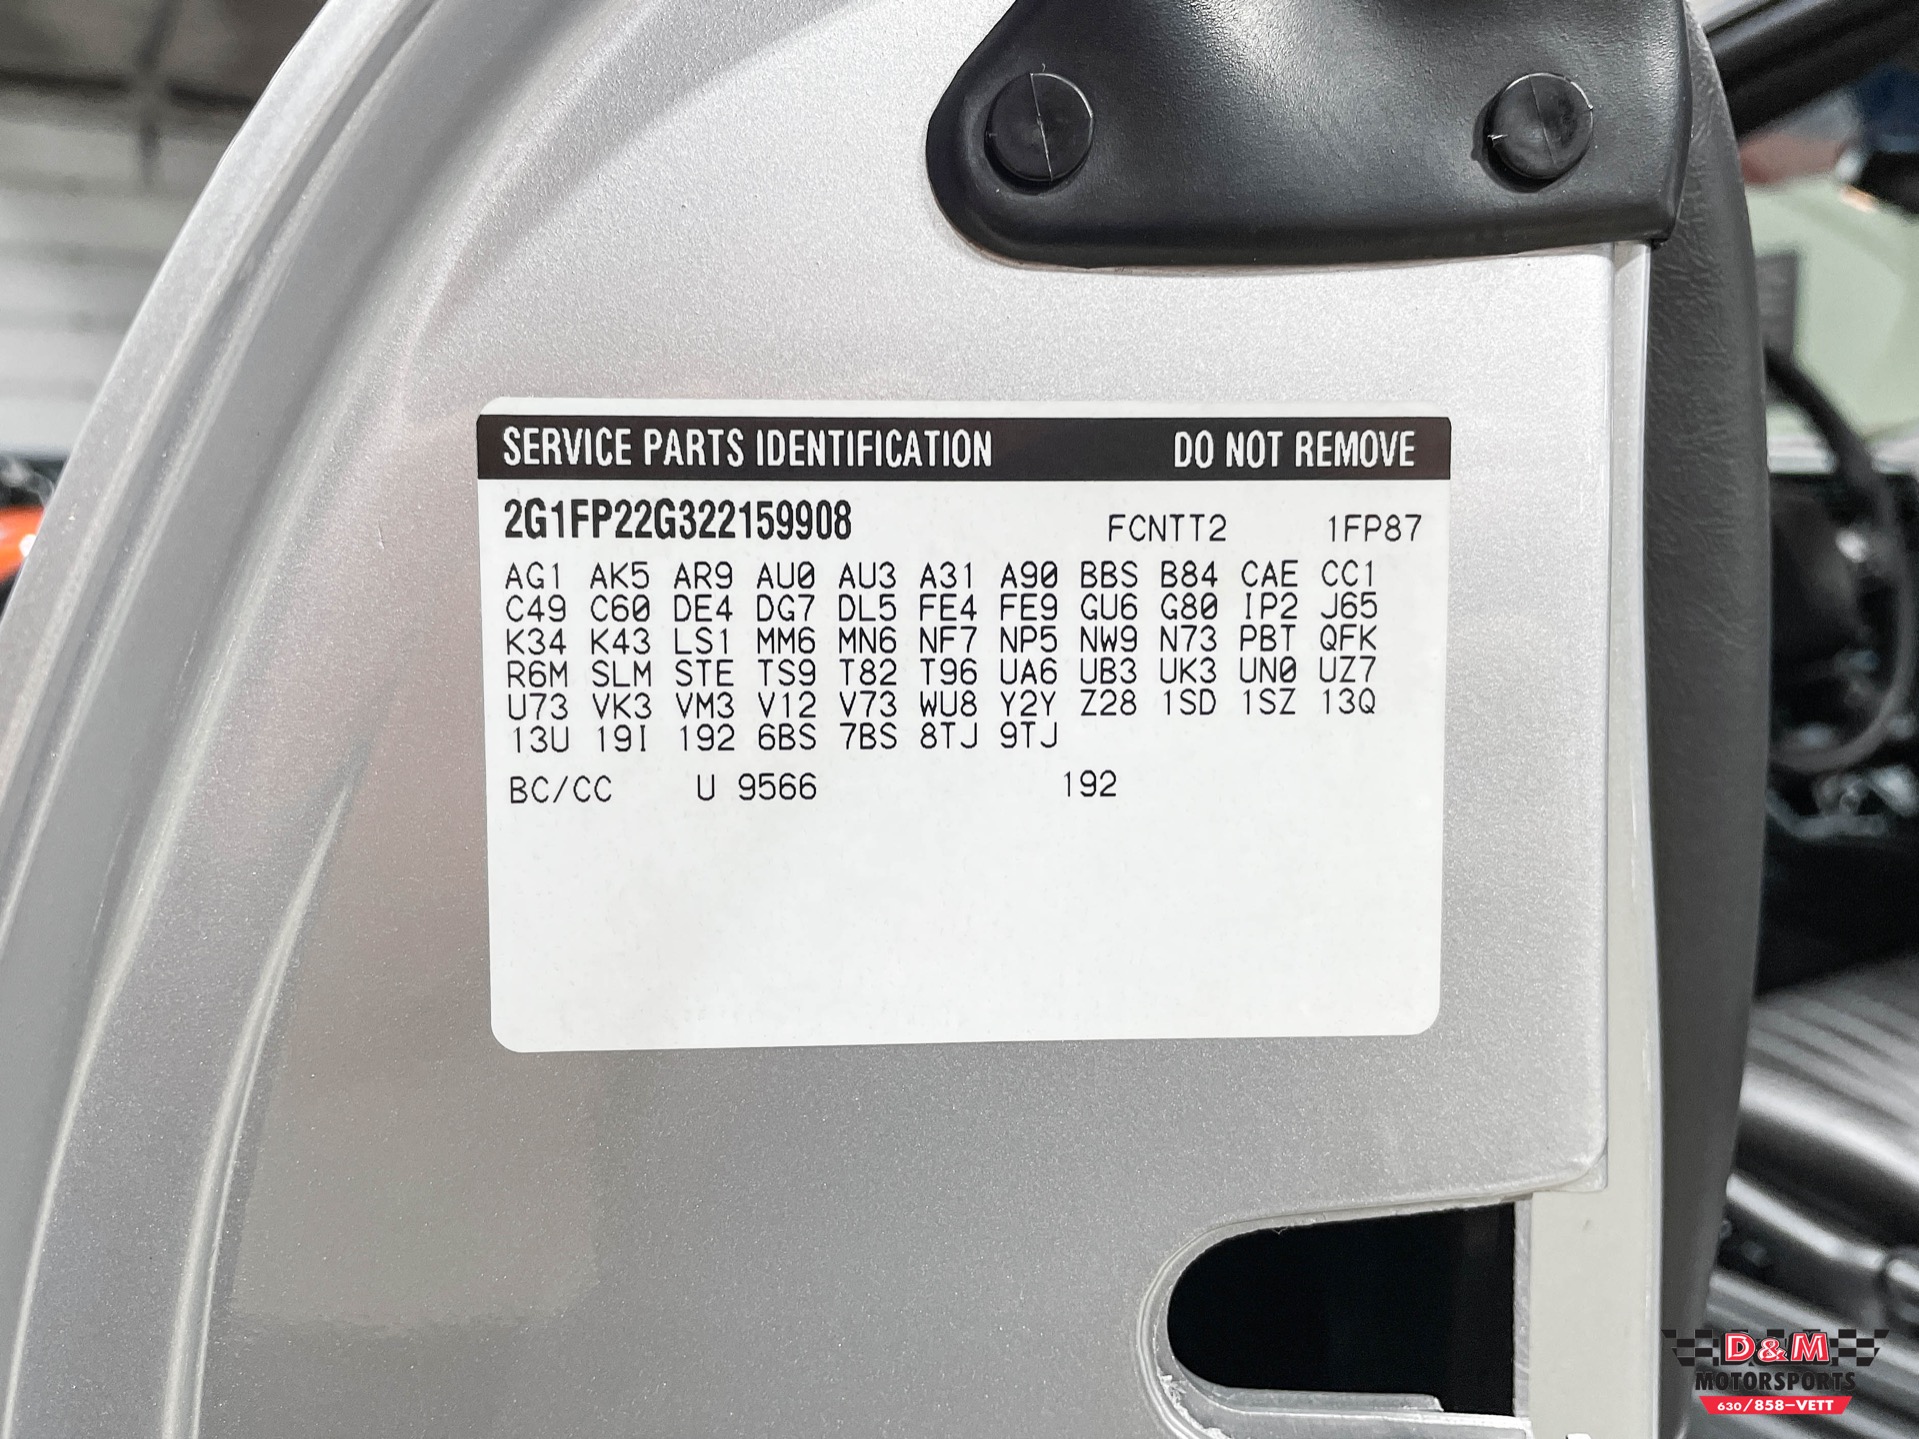 SERVICE PARTS IDENTIFICATION DO NOT REMOVE
2G1FP22G322159908 FCNTT2 1FP87
AG1 AK5 AR9 AU0 AU3 A31 A90 BBS B84 CAE CC1
C49 C60 DE4 DG7 DL5 FE4 FE9 GU6 G80 IP2 J65
K34 K43 LS1 MM6 MN6 NF7 NP5 NW9 N73 PBT QFK
R6M SLM STE TS9 T82 T96 UA6 UB3 UK3 UN0 UZ7
U73 VK3 VM3 V12 V73 WU8 Y2Y Z28 1SD 1SZ 13Q
13U 19I 192 6BS 7BS 8TJ 9TJ
BC/CC U 9566 192
D&M
MOTORSPORTS
630/858-VETT